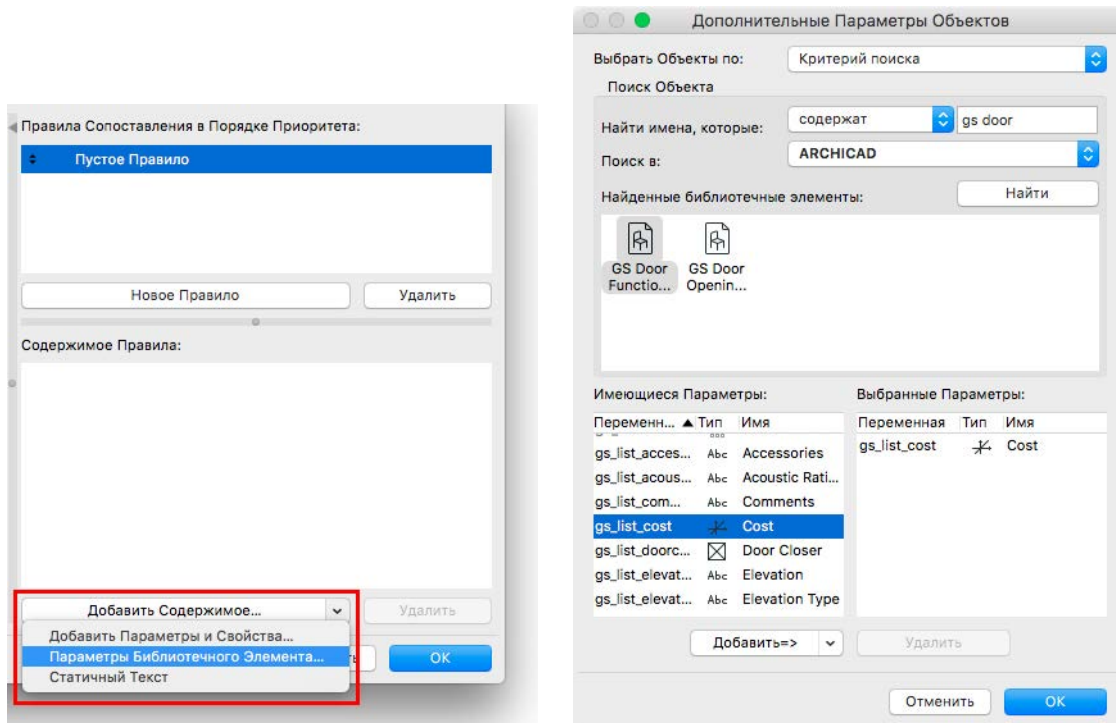 Правила Сопоставления в Порядке Приоритета:
Пустое Правило
Новое Правило
Удалить
Содержимое Правила:
Добавить Содержимое...
Удалить
Добавить Параметры и Свойства...
Параметры Библиотечного Элемента...
Статичный Текст
ь
OK
Дополнительные Параметры Объектов
Выбрать Объекты по:
Критерий поиска
Поиск Объекта
Найти имена, которые:
содержат
gs door
Поиск в:
ARCHICAD
Найденные библиотечные элементы:
Найти
GS Door
Functio...
GS Door
Openin...
Имеющиеся Параметры:
Переменн... Тип Имя
gs_list_acces... Abc Accessories
gs_list_acous... Abc Acoustic Rati...
gs_list_com... Abc Comments
gs_list_cost Cost
gs_list_doorc... Door Closer
gs_list_elevat... Abc Elevation
gs_list_elevat... Abc Elevation Type
Выбранные Параметры:
Переменная Тип Имя
gs_list_cost Cost
Добавить=>
Удалить
Отменить
OK